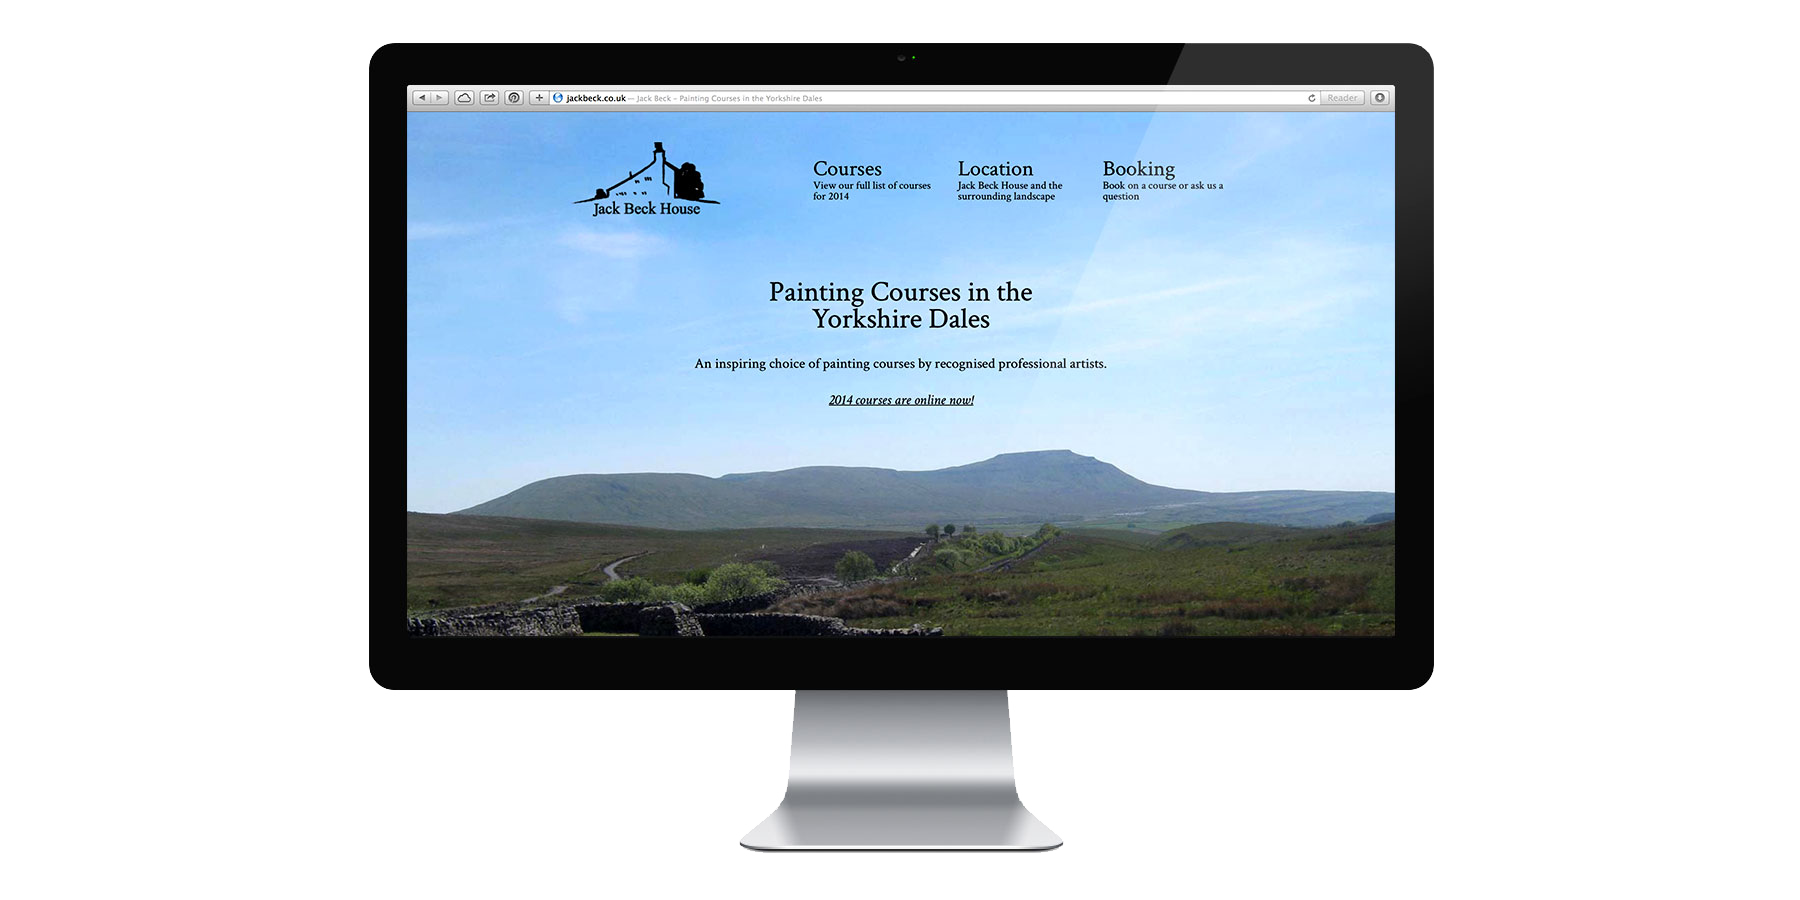 jackbeck.co.uk — Jack Beck – Painting Courses in the Yorkshire Dales
Reader
Jack Beck House
Courses
View our full list of courses
for 2014
Location
Jack Beck House and the
surrounding landscape
Booking
Book on a course or ask us a
question
Painting Courses in the
Yorkshire Dales
An inspiring choice of painting courses by recognised professional artists.
2014 courses are online now!